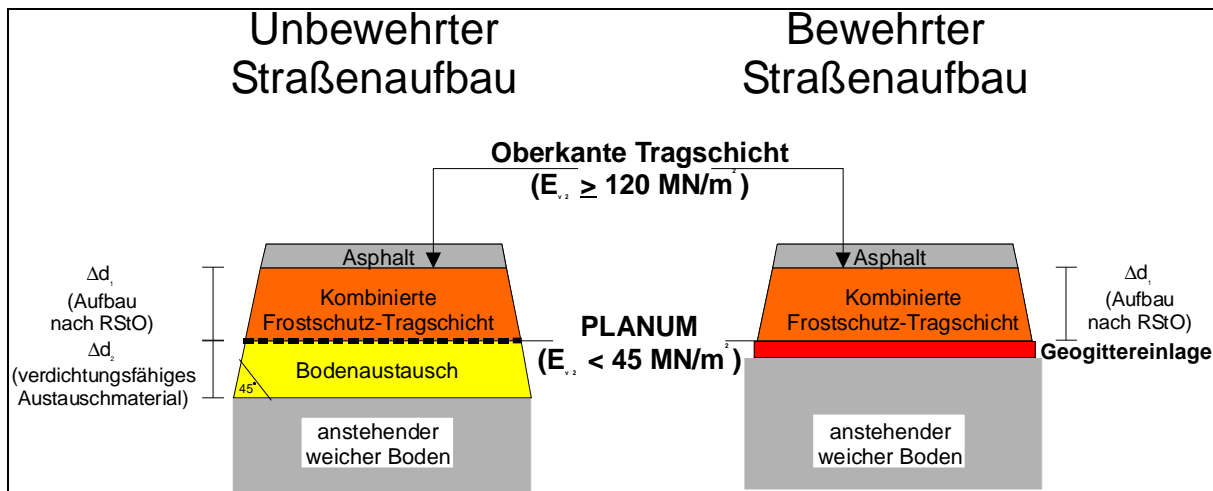 Unbewehrter
Straßenaufbau
Bewehrter
Straßenaufbau
Oberkante Tragschicht
(Ev2 ≥ 120 MN/m²)
Asphalt
Asphalt
Δd1
(Aufbau
nach RStO)
Kombinierte
Frostschutz-Tragschicht
Kombinierte
Frostschutz-Tragschicht
Δd1
(Aufbau
nach RStO)
PLANUM
(Ev2 < 45 MN/m²)
Geogittereinlage
Δd2
(verdichtungsfähiges
Austauschmaterial)
45°
Bodenaustausch
anstehender
weicher Boden
anstehender
weicher Boden